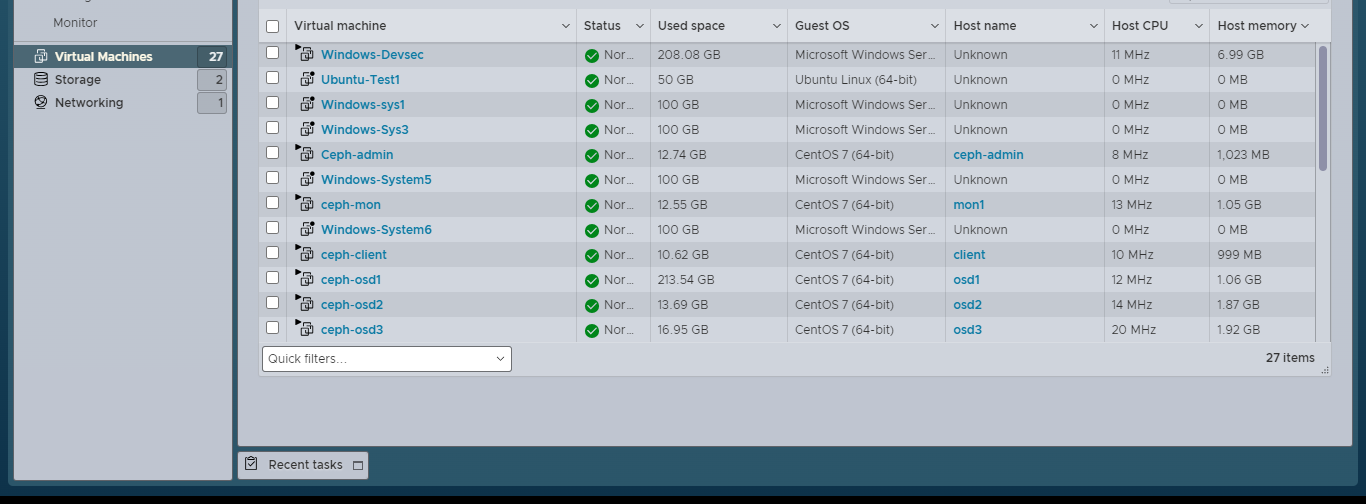 Monitor
Virtual Machines 27
Storage 2
Networking 1
Virtual machine Status Used space Guest OS Host name Host CPU Host memory
Windows-Devsec Nor... 208.08 GB Microsoft Windows Ser... Unknown 11 MHz 6.99 GB
Ubuntu-Test1 Nor... 50 GB Ubuntu Linux (64-bit) Unknown 0 MHz 0 MB
Windows-sys1 Nor... 100 GB Microsoft Windows Ser... Unknown 0 MHz 0 MB
Windows-Sys3 Nor... 100 GB Microsoft Windows Ser... Unknown 0 MHz 0 MB
Ceph-admin Nor... 12.74 GB CentOS 7 (64-bit) ceph-admin 8 MHz 1,023 MB
Windows-System5 Nor... 100 GB Microsoft Windows Ser... Unknown 0 MHz 0 MB
ceph-mon Nor... 12.55 GB CentOS 7 (64-bit) mon1 13 MHz 1.05 GB
Windows-System6 Nor... 100 GB Microsoft Windows Ser... Unknown 0 MHz 0 MB
ceph-client Nor... 10.62 GB CentOS 7 (64-bit) client 10 MHz 999 MB
ceph-osd1 Nor... 213.54 GB CentOS 7 (64-bit) osd1 12 MHz 1.06 GB
ceph-osd2 Nor... 13.69 GB CentOS 7 (64-bit) osd2 14 MHz 1.87 GB
ceph-osd3 Nor... 16.95 GB CentOS 7 (64-bit) osd3 20 MHz 1.92 GB
Quick filters... 27 items
Recent tasks